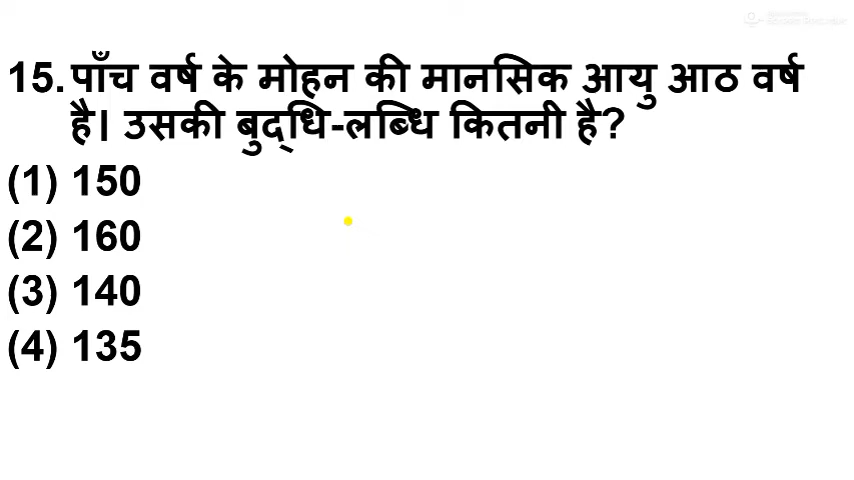 15. पाँच वर्ष के मोहन की मानसिक आयु आठ वर्ष
है। उसकी बुद्धि-लब्धि कितनी है?
(1) 150
(2) 160
(3) 140
(4) 135